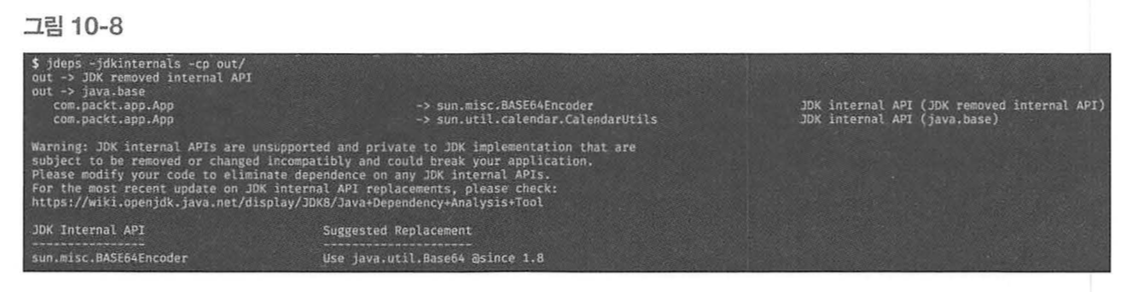 그림 10-8
$ jdeps -jdkinternals -cp out/
out -> JDK removed internal API
out -> java.base
com.packt.app.App -> sun.misc.BASE64Encoder JDK internal API (JDK removed internal API)
com.packt.app.App -> sun.util.calendar.CalendarUtils JDK internal API (java.base)
Warning: JDK internal APIs are unsupported and private to JDK implementation that are
subject to be removed or changed incompatibly and could break your application.
Please modify your code to eliminate dependence on any JDK internal APIs.
For the most recent update on JDK internal API replacements, please check:
https://wiki.openjdk.java.net/display/JDK8/Java+Dependency+Analysis+Tool
JDK Internal API Suggested Replacement
---------------- ---------------------
sun.misc.BASE64Encoder Use java.util.Base64 @since 1.8